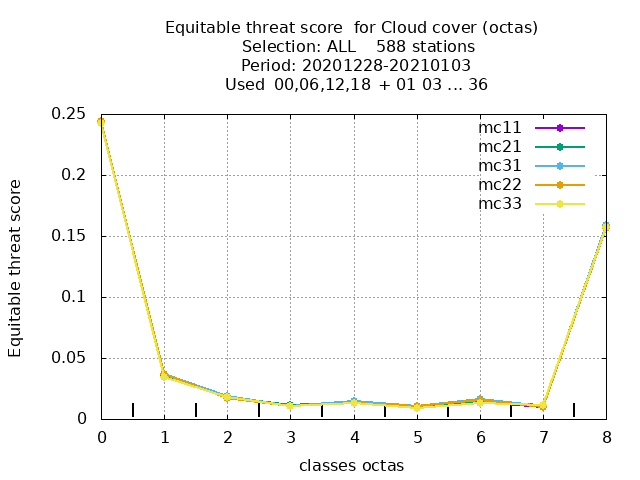 Equitable threat score  for Cloud cover (octas)
Selection: ALL    588 stations
Period: 20201228-20210103
Used  00,06,12,18  + 01 03 ... 36
mc11
mc21
mc31
mc22
mc33
Equitable threat score
0.25
0.2
0.15
0.1
0.05
0
0 1 2 3 4 5 6 7 8
classes octas